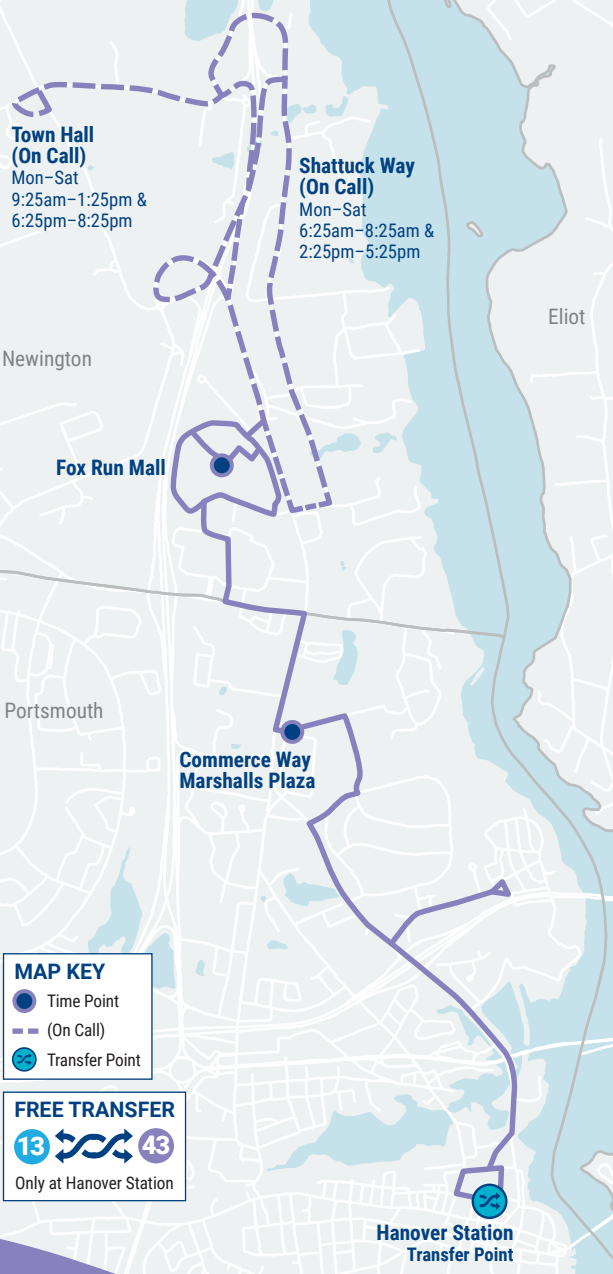 Town Hall
(On Call)
Mon–Sat
9:25am–1:25pm &
6:25pm–8:25pm
Shattuck Way
(On Call)
Mon–Sat
6:25am–8:25am &
2:25pm–5:25pm
Eliot
Newington
Fox Run Mall
Portsmouth
Commerce Way
Marshalls Plaza
MAP KEY
Time Point
(On Call)
Transfer Point
FREE TRANSFER
13 43
Only at Hanover Station
Hanover Station
Transfer Point